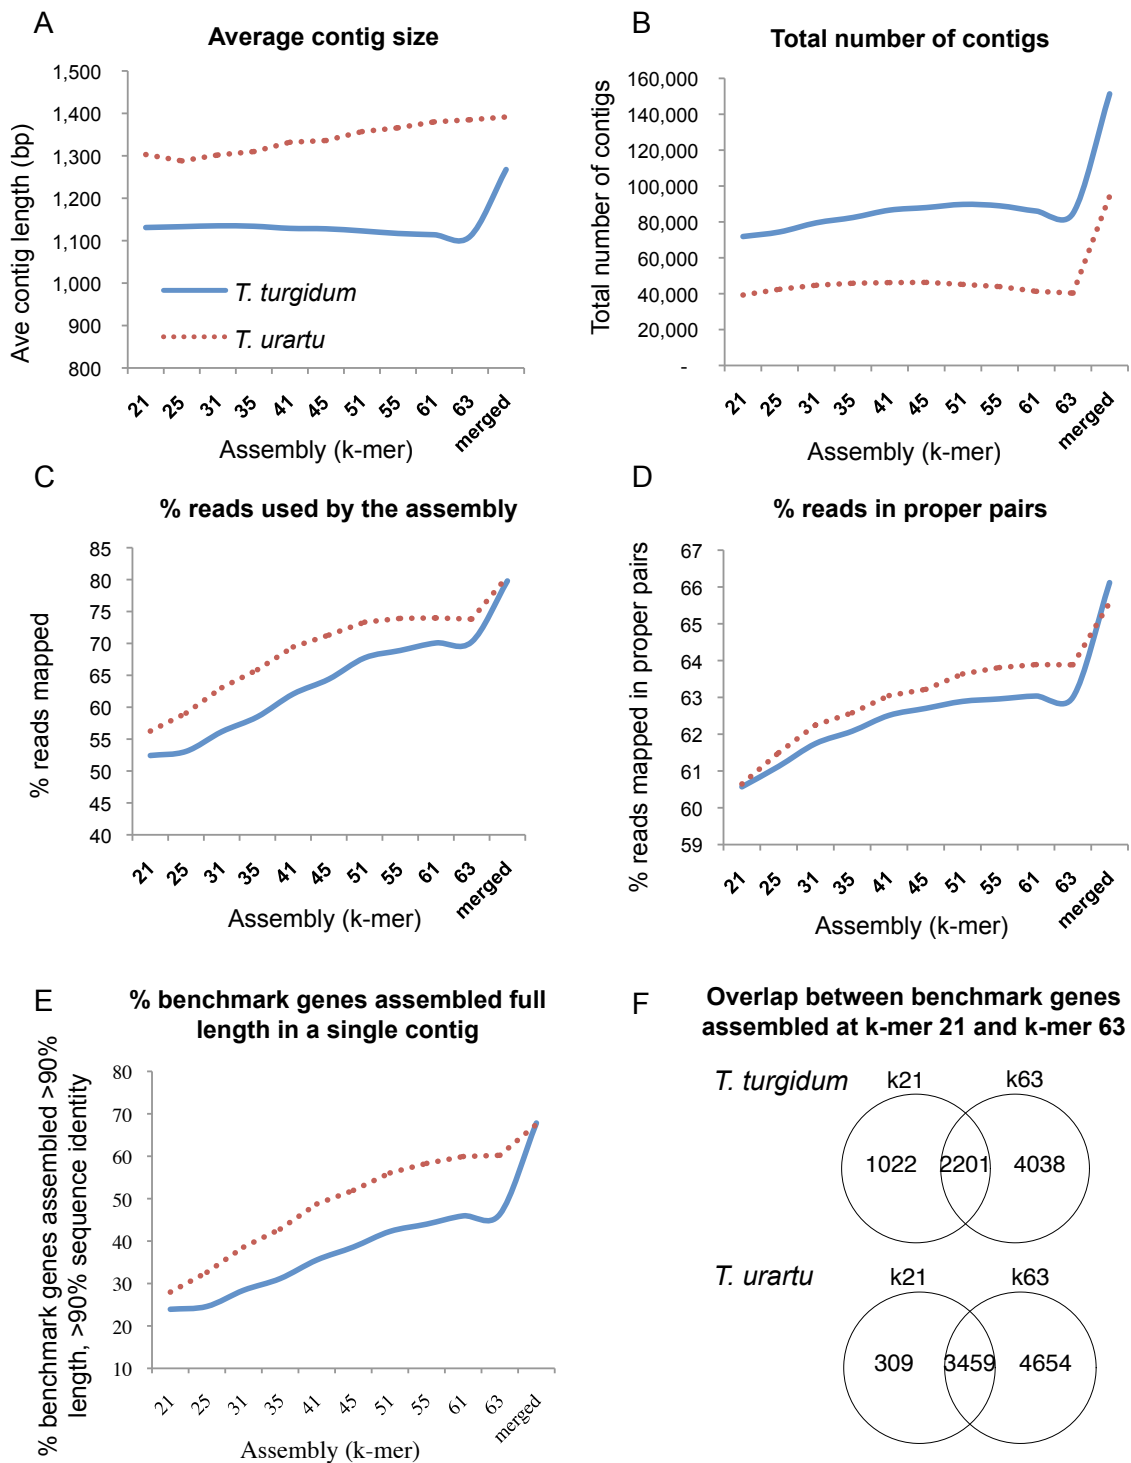 A
Average contig size
Ave contig length (bp)
1,500
1,400
1,300
1,200
1,100
1,000
900
800
T. turgidum
T. urartu
21 25 31 35 41 45 51 55 61 63 merged
Assembly (k-mer)
B
Total number of contigs
Total number of contigs
160,000
140,000
120,000
100,000
80,000
60,000
40,000
20,000
-
21 25 31 35 41 45 51 55 61 63 merged
Assembly (k-mer)
C
% reads used by the assembly
% reads mapped
85
80
75
70
65
60
55
50
45
40
21 25 31 35 41 45 51 55 61 63 merged
Assembly (k-mer)
D
% reads in proper pairs
% reads mapped in proper pairs
67
66
65
64
63
62
61
60
59
21 25 31 35 41 45 51 55 61 63 merged
Assembly (k-mer)
E
% benchmark genes assembled full
length in a single contig
% benchmark genes assembled >90%
length, >90% sequence identity
80
70
60
50
40
30
20
10
21 25 31 35 41 45 51 55 61 63 merged
Assembly (k-mer)
F
Overlap between benchmark genes
assembled at k-mer 21 and k-mer 63
T. turgidum k21 k63
1022 2201 4038
T. urartu k21 k63
309 3459 4654